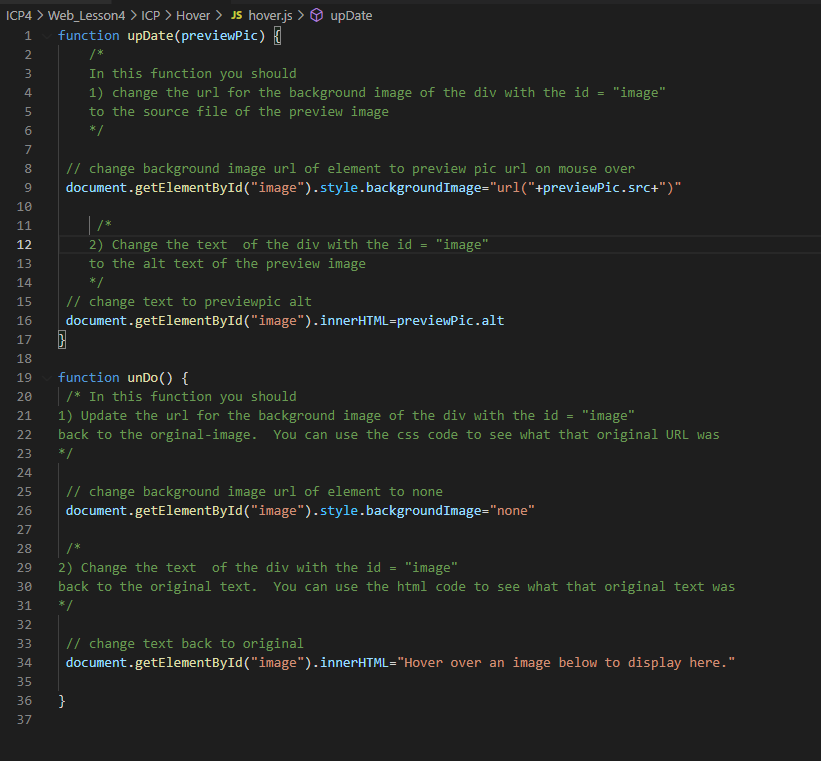 ICP4 > Web_Lesson4 > ICP > Hover > JS hover.js > upDate
1 function upDate(previewPic) {
2 /*
3 In this function you should
4 1) change the url for the background image of the div with the id = "image"
5 to the source file of the preview image
6 */
7
8 // change background image url of element to preview pic url on mouse over
9 document.getElementById("image").style.backgroundImage="url("+previewPic.src+")"
10
11 /*
12 2) Change the text  of the div with the id = "image"
13 to the alt text of the preview image
14 */
15 // change text to previewpic alt
16 document.getElementById("image").innerHTML=previewPic.alt
17 }
18
19 function unDo() {
20 /* In this function you should
21 1) Update the url for the background image of the div with the id = "image"
22 back to the orginal-image.  You can use the css code to see what that original URL was
23 */
24
25 // change background image url of element to none
26 document.getElementById("image").style.backgroundImage="none"
27
28 /*
29 2) Change the text  of the div with the id = "image"
30 back to the original text.  You can use the html code to see what that original text was
31 */
32
33 // change text back to original
34 document.getElementById("image").innerHTML="Hover over an image below to display here."
35
36 }
37